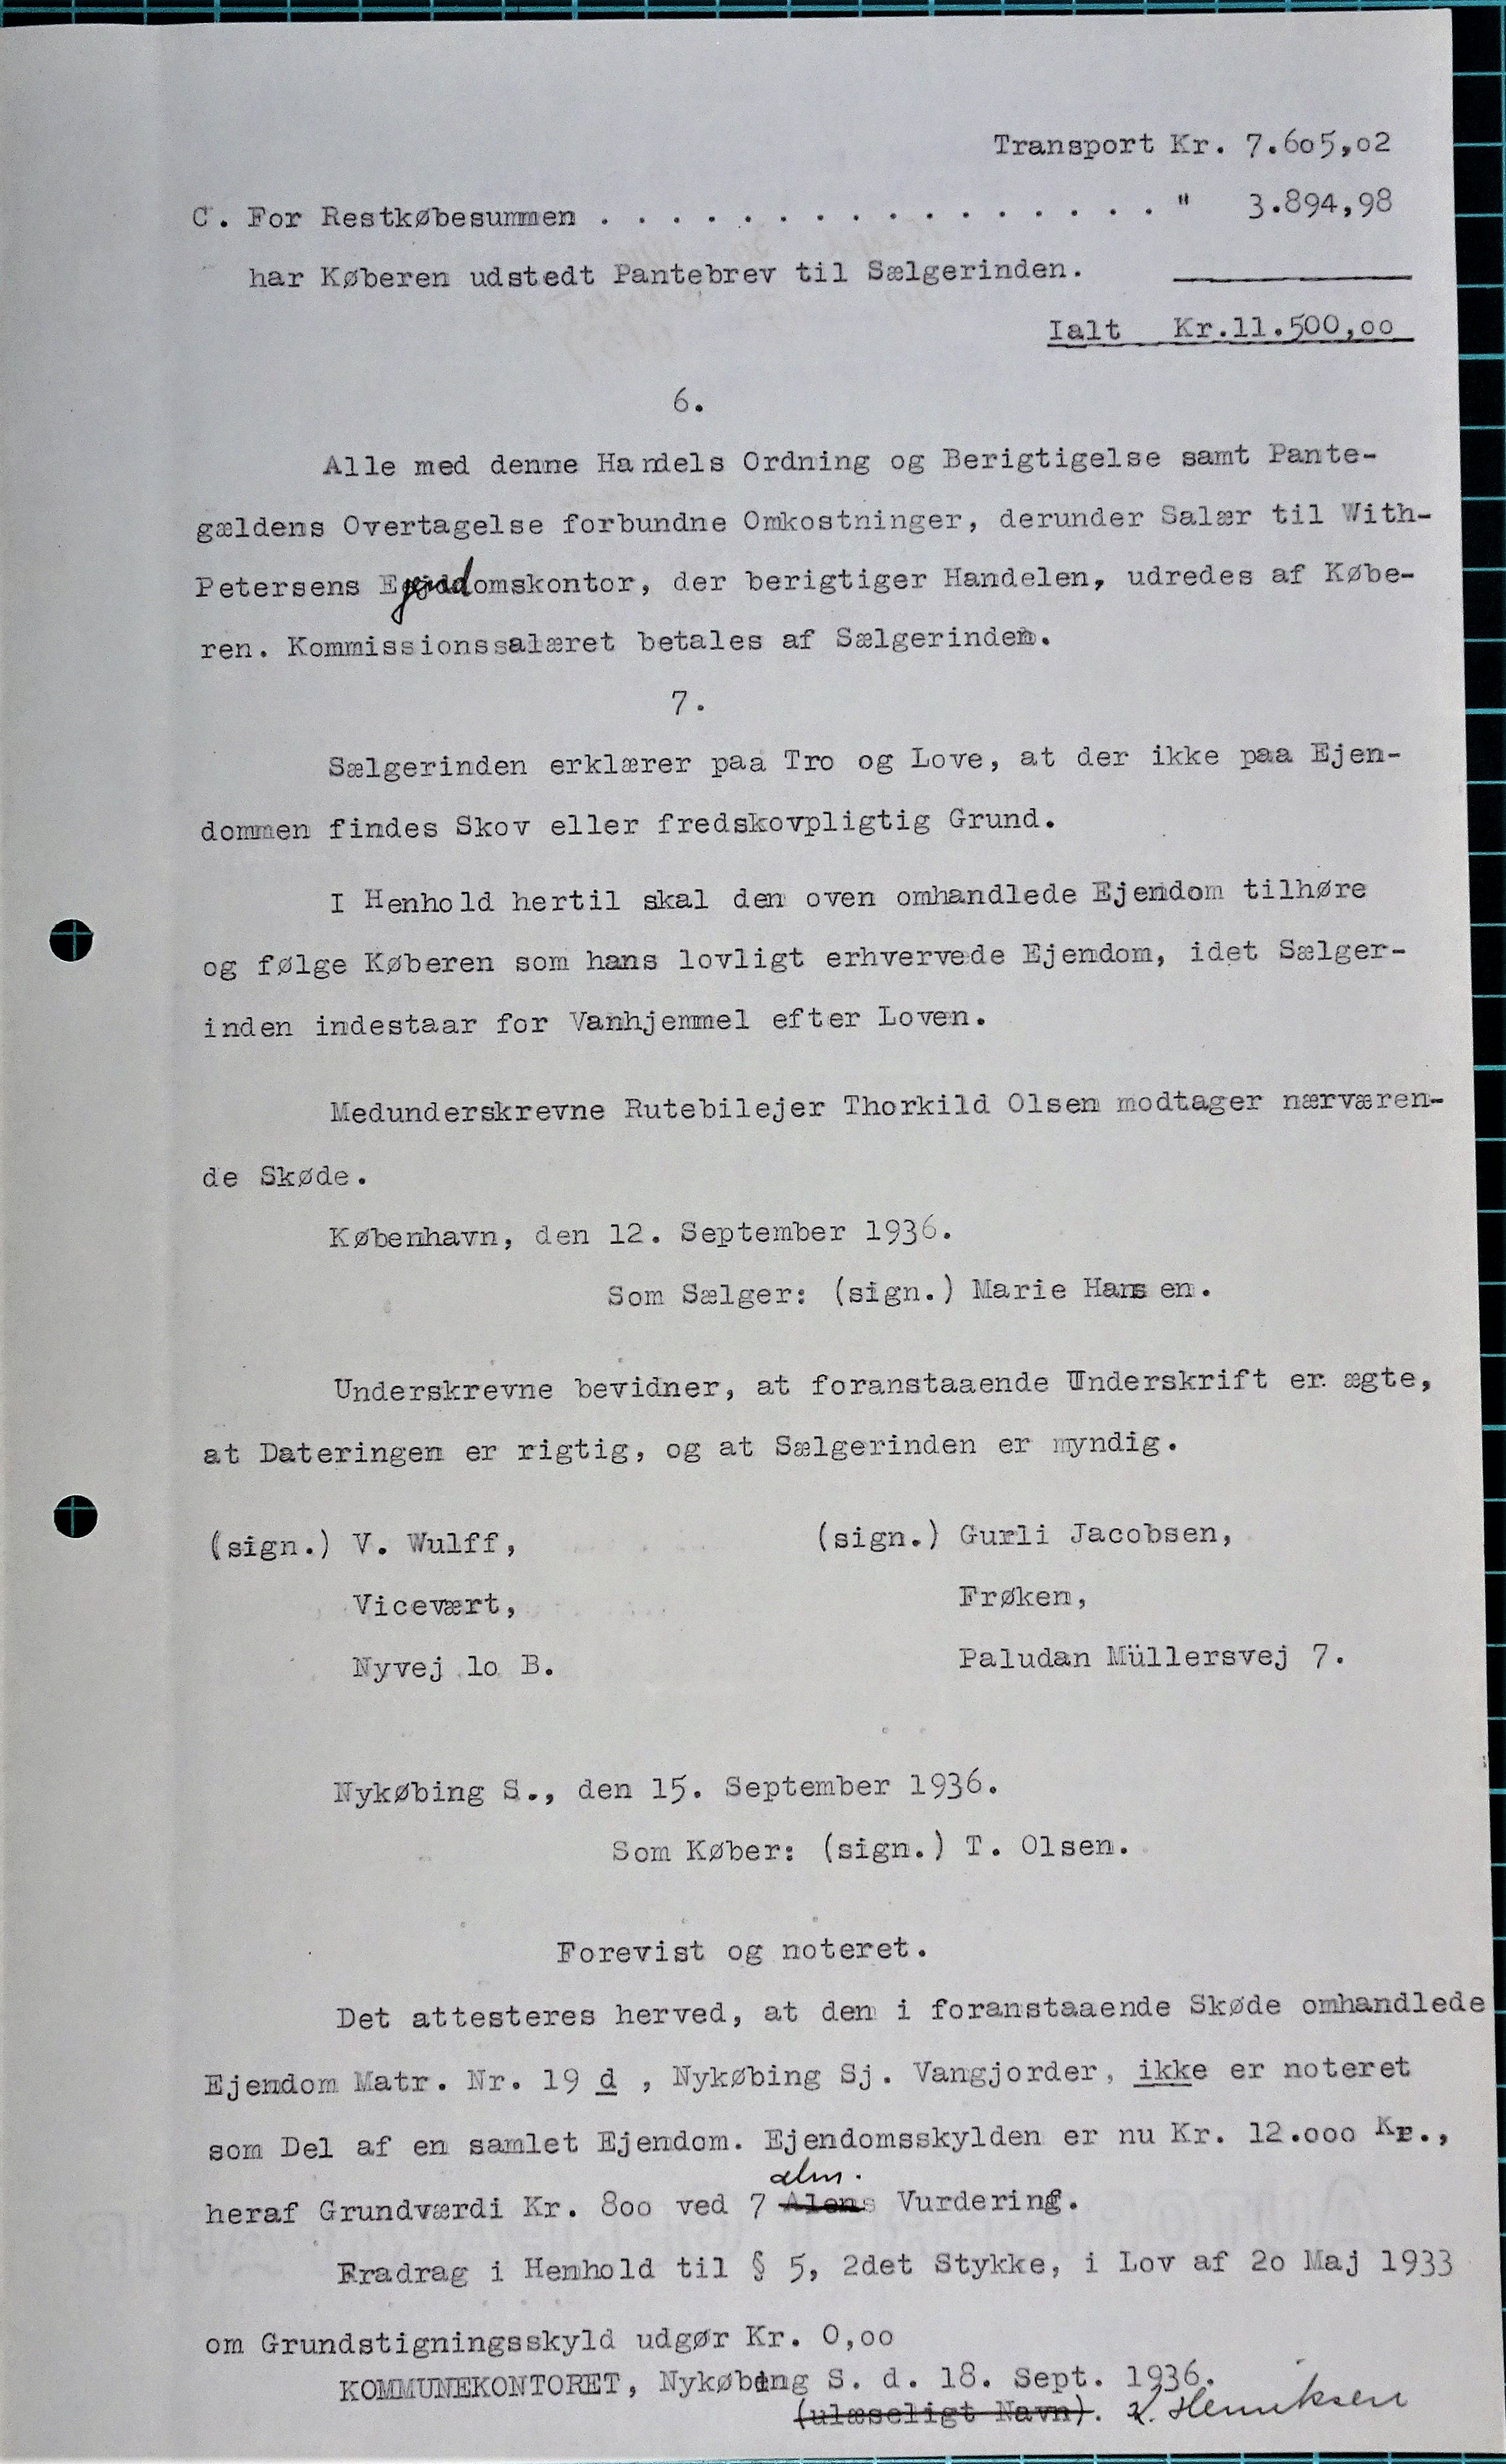 Transport Kr. 7.6o5,o2
C. For Restkøbesummen . . . . . . . . . . . . . . . . " 3.894,98
har Køberen udstedt Pantebrev til Sælgerinden.
Ialt Kr.11.500,oo
6.
Alle med denne Handels Ordning og Berigtigelse samt Pante-
gældens Overtagelse forbundne Omkostninger, derunder Salær til With-
Petersens Ejendomskontor, der berigtiger Handelen, udredes af Købe-
ren. Kommissionssalæret betales af Sælgerinden.
7.
Sælgerinden erklærer paa Tro og Love, at der ikke paa Ejen-
dommen findes Skov eller fredskovpligtig Grund.
I Henhold hertil skal den oven omhandlede Ejendom tilhøre
og følge Køberen som hans lovligt erhvervede Ejendom, idet Sælger-
inden indestaar for Vanhjemmel efter Loven.
Medunderskrevne Rutebilejer Thorkild Olsen modtager nærværen-
de Skøde.
København, den 12. September 1936.
Som Sælger: (sign.) Marie Hansen.
Underskrevne bevidner, at foranstaaende Underskrift er ægte,
at Dateringen er rigtig, og at Sælgerinden er myndig.
(sign.) V. Wulff, (sign.) Gurli Jacobsen,
Vicevært, Frøken,
Nyvej 1o B. Paludan Müllersvej 7.
Nykøbing S., den 15. September 1936.
Som Køber: (sign.) T. Olsen.
Forevist og noteret.
Det attesteres herved, at den i foranstaaende Skøde omhandlede
Ejendom Matr. Nr. 19 d , Nykøbing Sj. Vangjorder, ikke er noteret
som Del af en samlet Ejendom. Ejendomsskylden er nu Kr. 12.ooo Kr.,
alm.
heraf Grundværdi Kr. 8oo ved 7 Alens Vurdering.
Fradrag i Henhold til § 5, 2det Stykke, i Lov af 2o Maj 1933
om Grundstigningsskyld udgør Kr. 0,oo
KOMMUNEKONTORET, Nykøbing S. d. 18. Sept. 1936.
(ulæseligt Navn). Henriksen